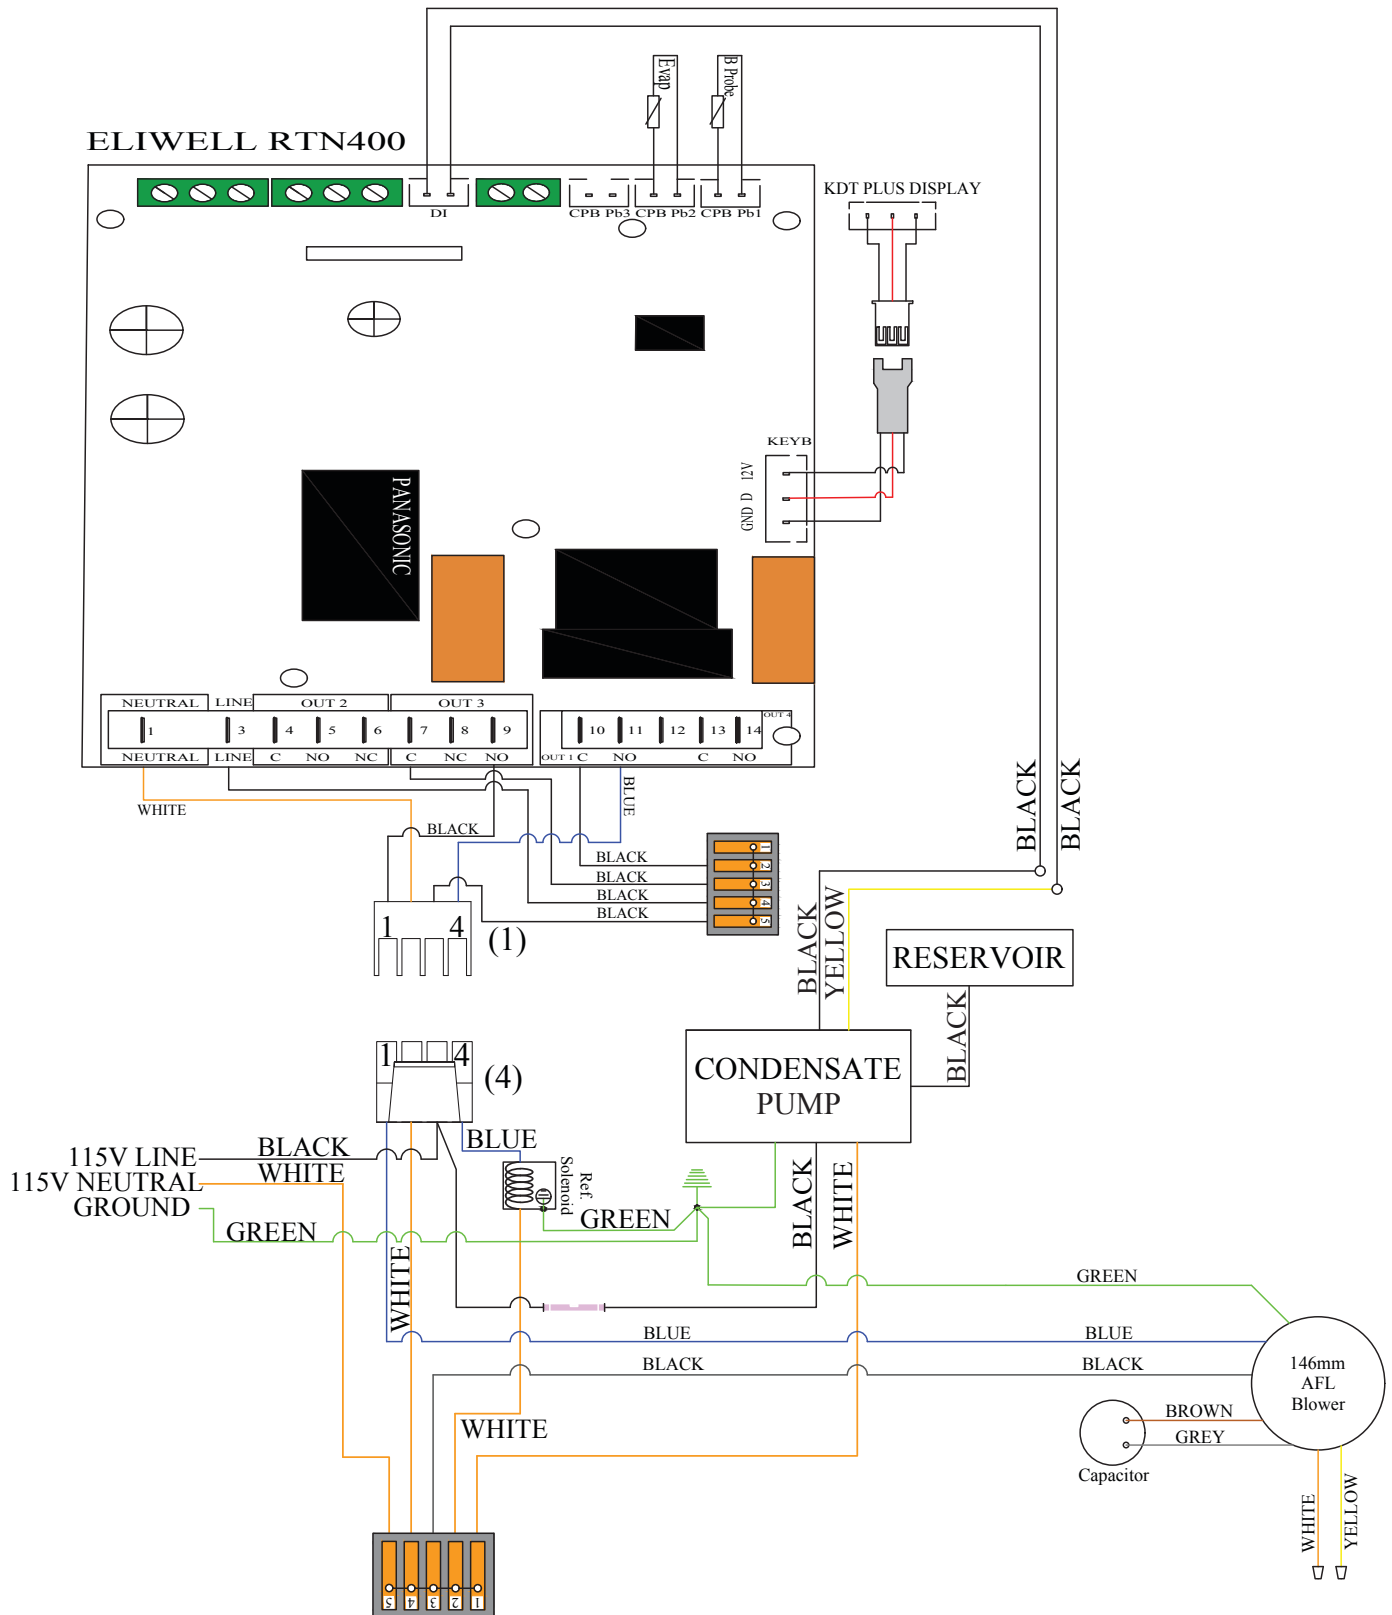 ELIWELL RTN400
Evap
B Probe
DI
CPB Pb3
CPB Pb2
CPB Pb1
KDT PLUS DISPLAY
KEYB
GND D 12V
PANASONIC
NEUTRAL LINE OUT 2 OUT 3 OUT 4
1 3 4 5 6 7 8 9 10 11 12 13 14
NEUTRAL LINE C NO NC C NC NO OUT 1 C NO C NO
WHITE
BLACK
BLUE
BLACK
BLACK
BLACK
BLACK
1
2
3
4
5
BLACK
BLACK
1 4 (1)
BLACK
YELLOW
RESERVOIR
BLACK
CONDENSATE
PUMP
1 4 (4)
BLUE
115V LINE BLACK
115V NEUTRAL WHITE
GROUND
GREEN
Ref.
Solenoid
GREEN
BLACK
WHITE
WHITE
GREEN
BLUE BLUE
BLACK BLACK
146mm
AFL
Blower
BROWN
GREY
Capacitor
WHITE
WHITE
YELLOW
5 4 3 2 1